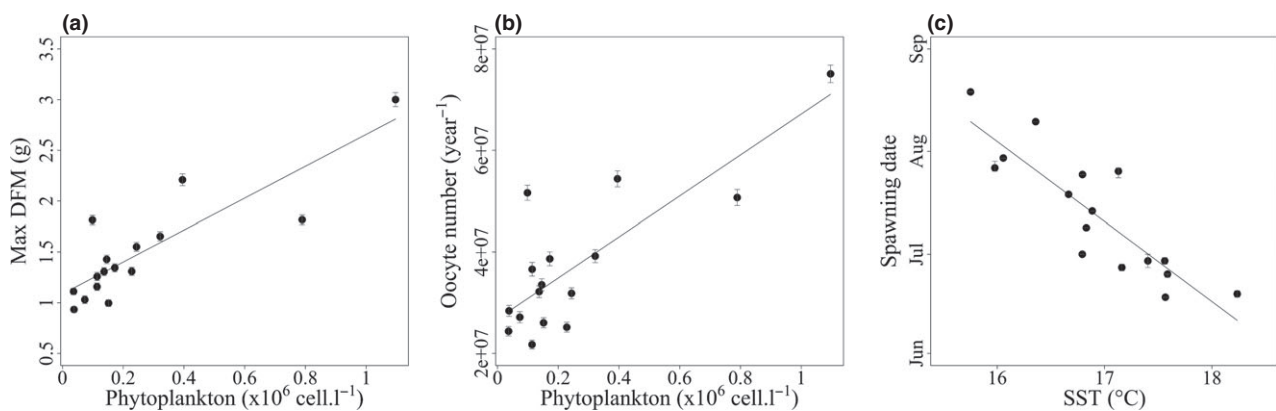 (a)
Max DFM (g)
3.5
3
2.5
2
1.5
1
0.5
0
0.2
0.4
0.6
0.8
1
Phytoplankton (x10⁶ cell.l⁻¹)
(b)
Oocyte number (year⁻¹)
8e+07
6e+07
4e+07
2e+07
0
0.2
0.4
0.6
0.8
1
Phytoplankton (x10⁶ cell.l⁻¹)
(c)
Spawning date
Sep
Aug
Jul
Jun
16
17
18
SST (°C)